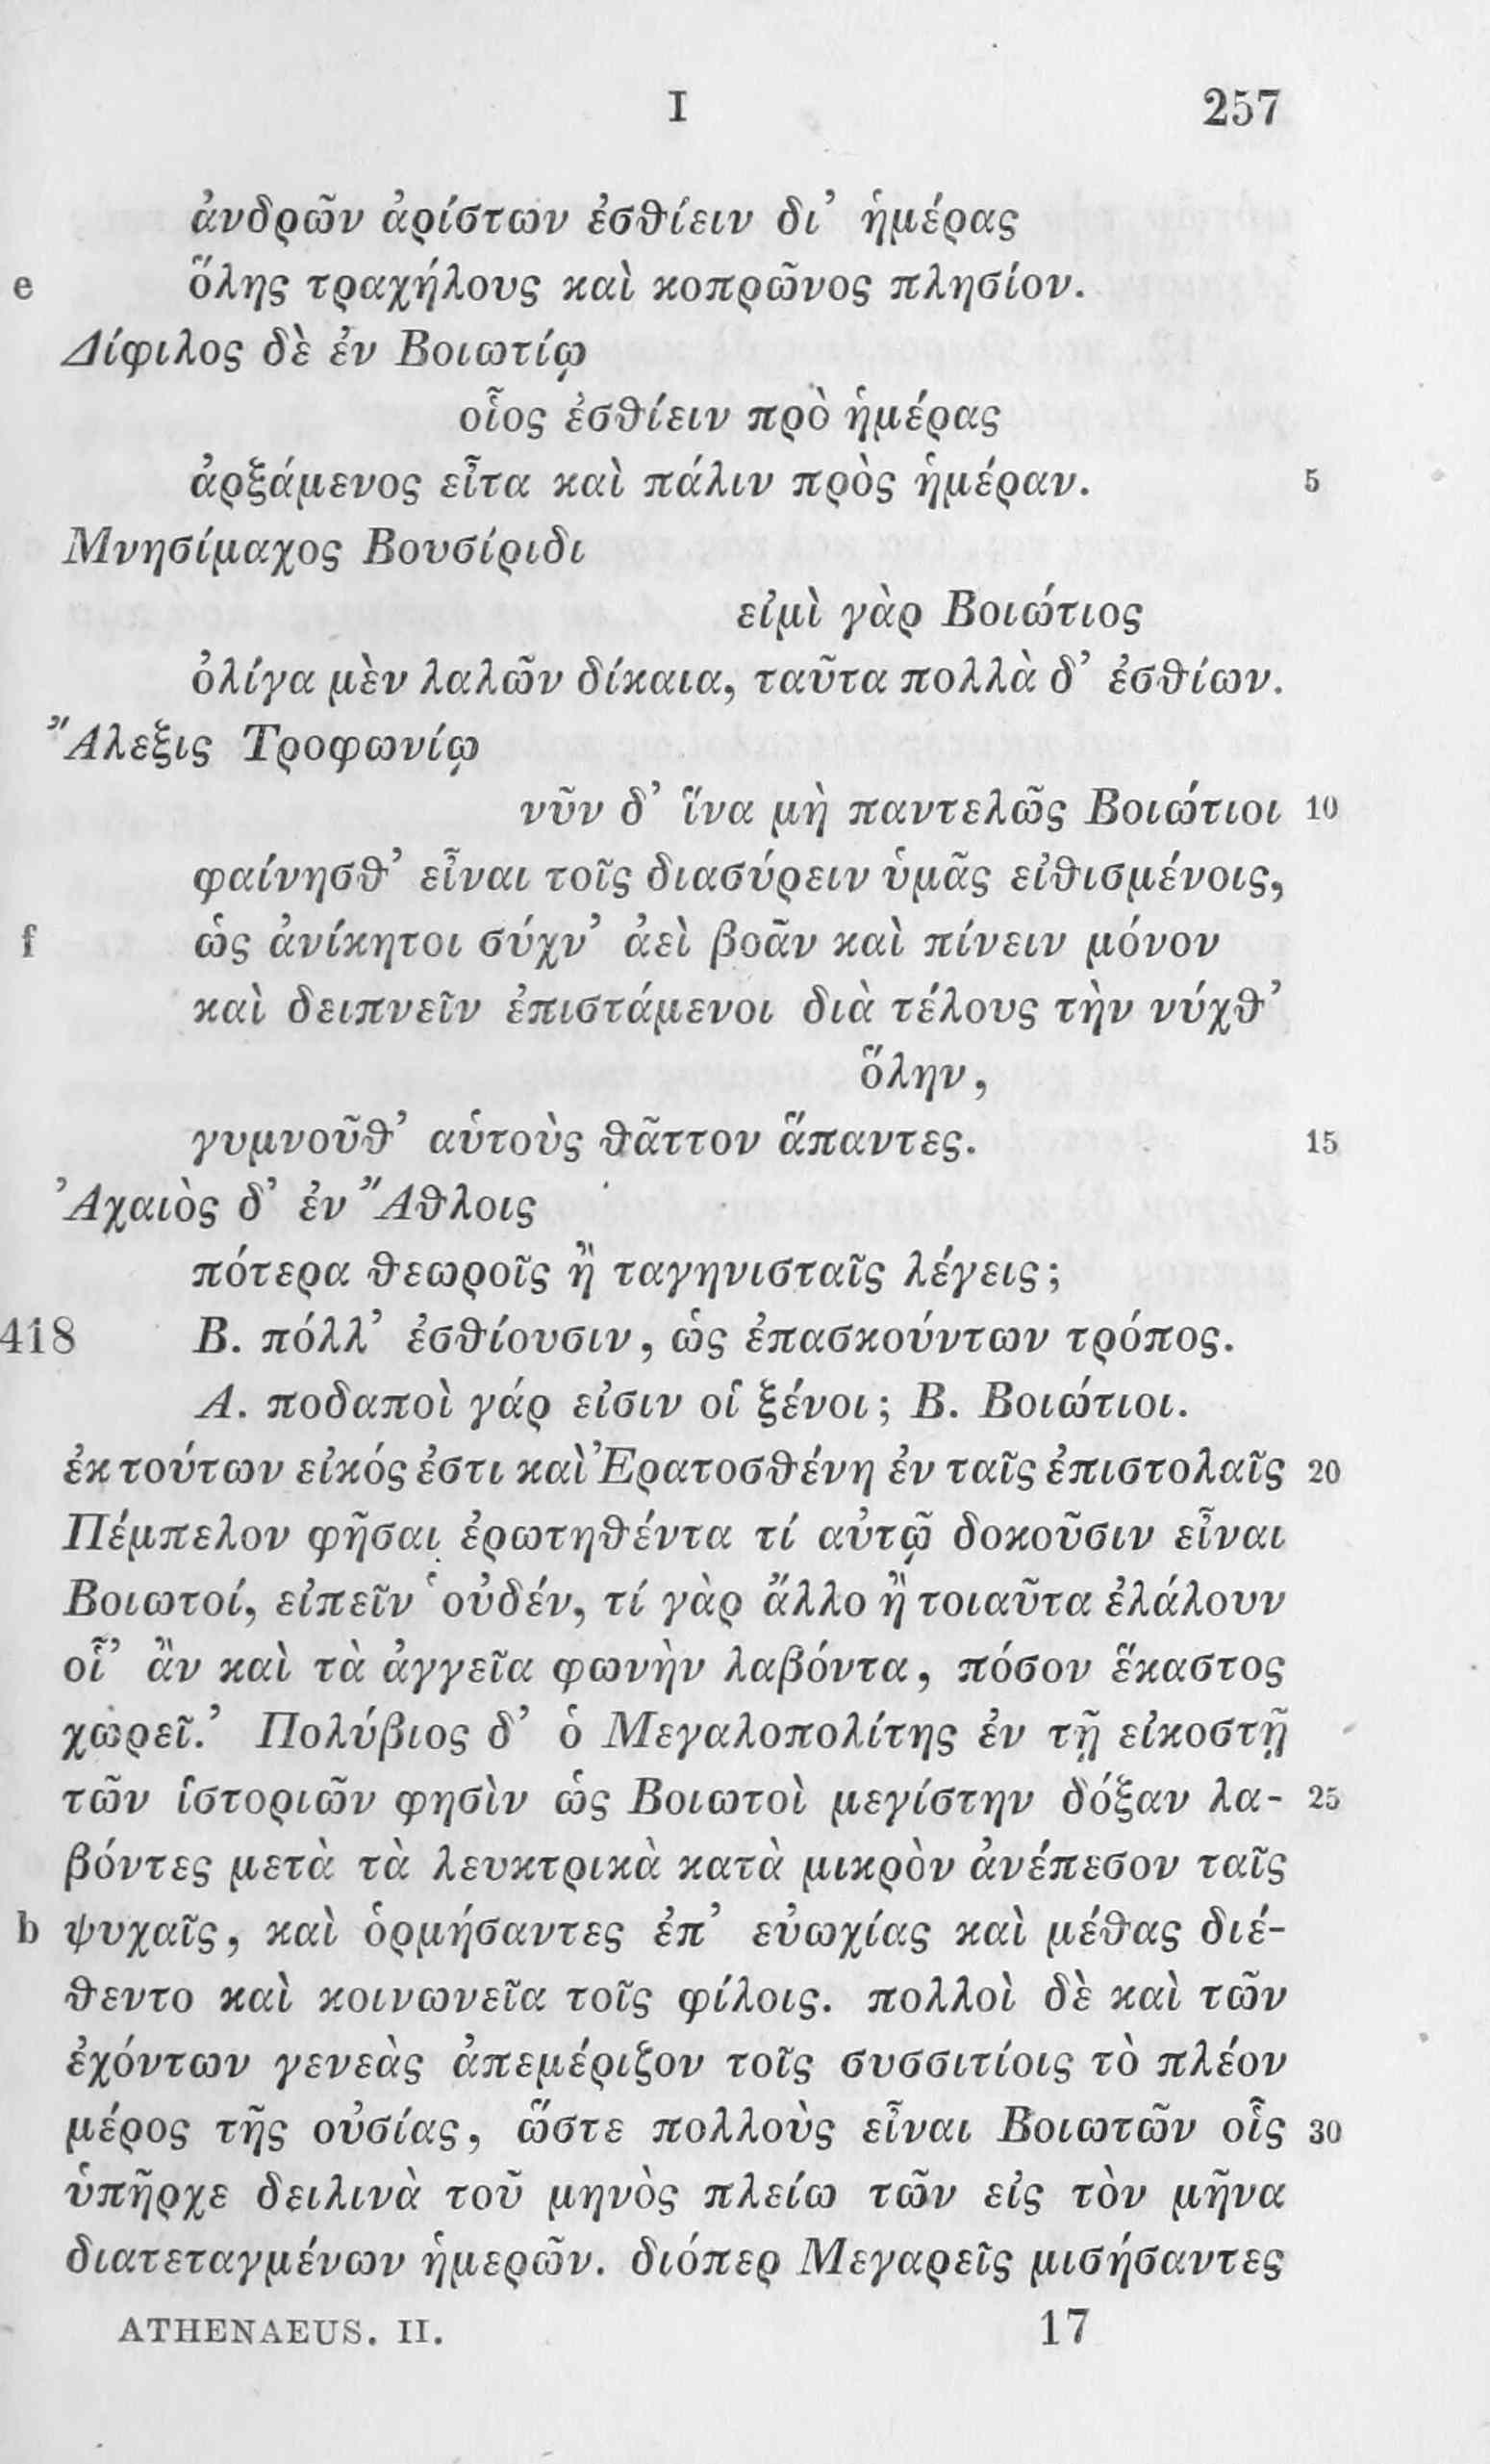 Ι 257
ἀνδρῶν ἀρίστων ἐσθίειν δι’ ἡμέρας
e ὅλης τραχήλους καὶ κοπρῶνος πλησίον.
Δίφιλος δὲ ἐν Βοιωτίῳ
οἷος ἐσθίειν πρὸ ἡμέρας
ἀρξάμενος εἶτα καὶ πάλιν πρὸς ἡμέραν. 5
Μνησίμαχος Βουσίριδι
εἰμὶ γὰρ Βοιώτιος
ὀλίγα μὲν λαλῶν δίκαια, ταῦτα πολλὰ δ’ ἐσθίων.
Ἄλεξις Τροφωνίῳ
νῦν δ’ ἵνα μὴ παντελῶς Βοιώτιοι 10
φαίνησθ’ εἶναι τοῖς διασύρειν ὑμᾶς εἰθισμένοις,
f ὡς ἀνίκητοι σύχν’ ἀεὶ βοᾶν καὶ πίνειν μόνον
καὶ δειπνεῖν ἐπιστάμενοι διὰ τέλους τὴν νύχθ’
ὅλην,
γυμνοῦθ’ αὑτοὺς θᾶττον ἅπαντες. 15
Ἀχαιὸς δ’ ἐν Ἄθλοις
πότερα θεωροῖς ἢ ταγηνισταῖς λέγεις;
418 Β. πόλλ’ ἐσθίουσιν, ὡς ἐπασκούντων τρόπος.
Α. ποδαποὶ γάρ εἰσιν οἱ ξένοι; Β. Βοιώτιοι.
ἐκ τούτων εἰκός ἐστι καὶ Ἐρατοσθένη ἐν ταῖς ἐπιστολαῖς 20
Πέμπελον φῆσαι ἐρωτηθέντα τί αὐτῷ δοκοῦσιν εἶναι
Βοιωτοί, εἰπεῖν ‘οὐδέν, τί γὰρ ἄλλο ἢ τοιαῦτα ἐλάλουν
οἷ’ ἂν καὶ τὰ ἀγγεῖα φωνὴν λαβόντα, πόσον ἕκαστος
χωρεῖ.’ Πολύβιος δ’ ὁ Μεγαλοπολίτης ἐν τῇ εἰκοστῇ
τῶν ἱστοριῶν φησὶν ὡς Βοιωτοὶ μεγίστην δόξαν λα- 25
βόντες μετὰ τὰ λευκτρικὰ κατὰ μικρὸν ἀνέπεσον ταῖς
b ψυχαῖς, καὶ ὁρμήσαντες ἐπ’ εὐωχίας καὶ μέθας διέ-
θεντο καὶ κοινωνεῖα τοῖς φίλοις. πολλοὶ δὲ καὶ τῶν
ἐχόντων γενεὰς ἀπεμέριζον τοῖς συσσιτίοις τὸ πλέον
μέρος τῆς οὐσίας, ὥστε πολλοὺς εἶναι Βοιωτῶν οἷς 30
ὑπῆρχε δειλινὰ τοῦ μηνὸς πλείω τῶν εἰς τὸν μῆνα
διατεταγμένων ἡμερῶν. διόπερ Μεγαρεῖς μισήσαντες
ATHENAEUS. II. 17